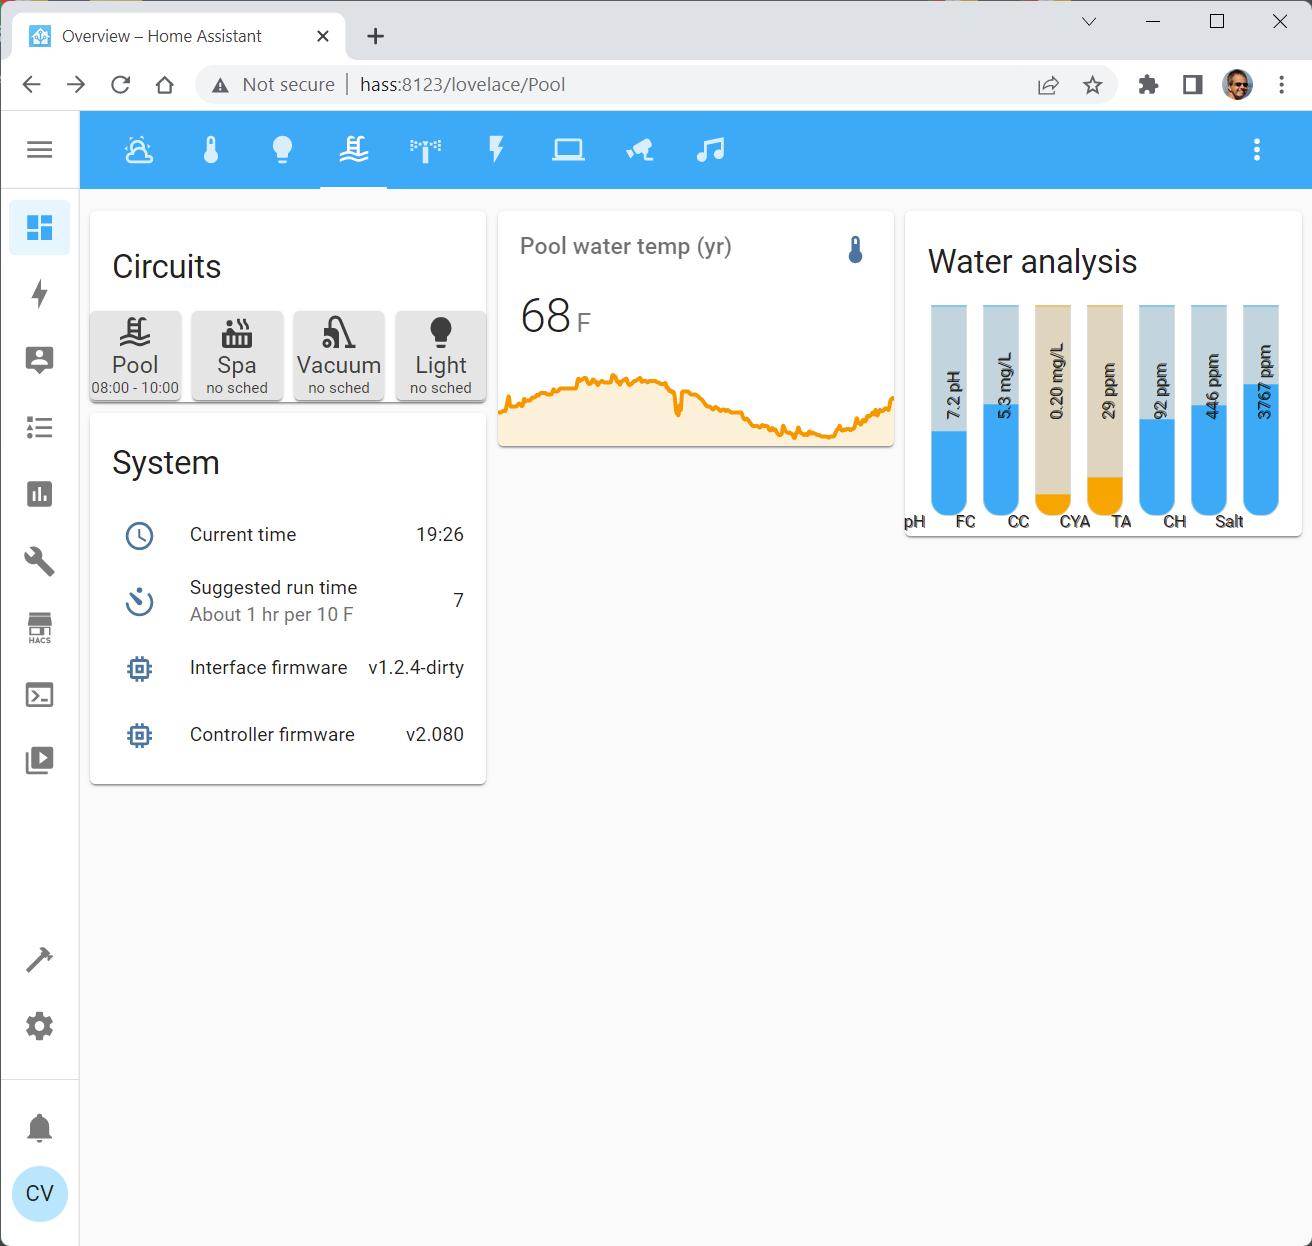 Overview – Home Assistant
Not secure
hass:8123/lovelace/Pool
HACS
CV
Circuits
Pool
08:00 - 10:00
Spa
no sched
Vacuum
no sched
Light
no sched
System
Current time 19:26
Suggested run time 7
About 1 hr per 10 F
Interface firmware v1.2.4-dirty
Controller firmware v2.080
Pool water temp (yr)
68 F
Water analysis
7.2 pH
5.3 mg/L
0.20 mg/L
29 ppm
92 ppm
446 ppm
3767 ppm
pH FC CC CYA TA CH Salt